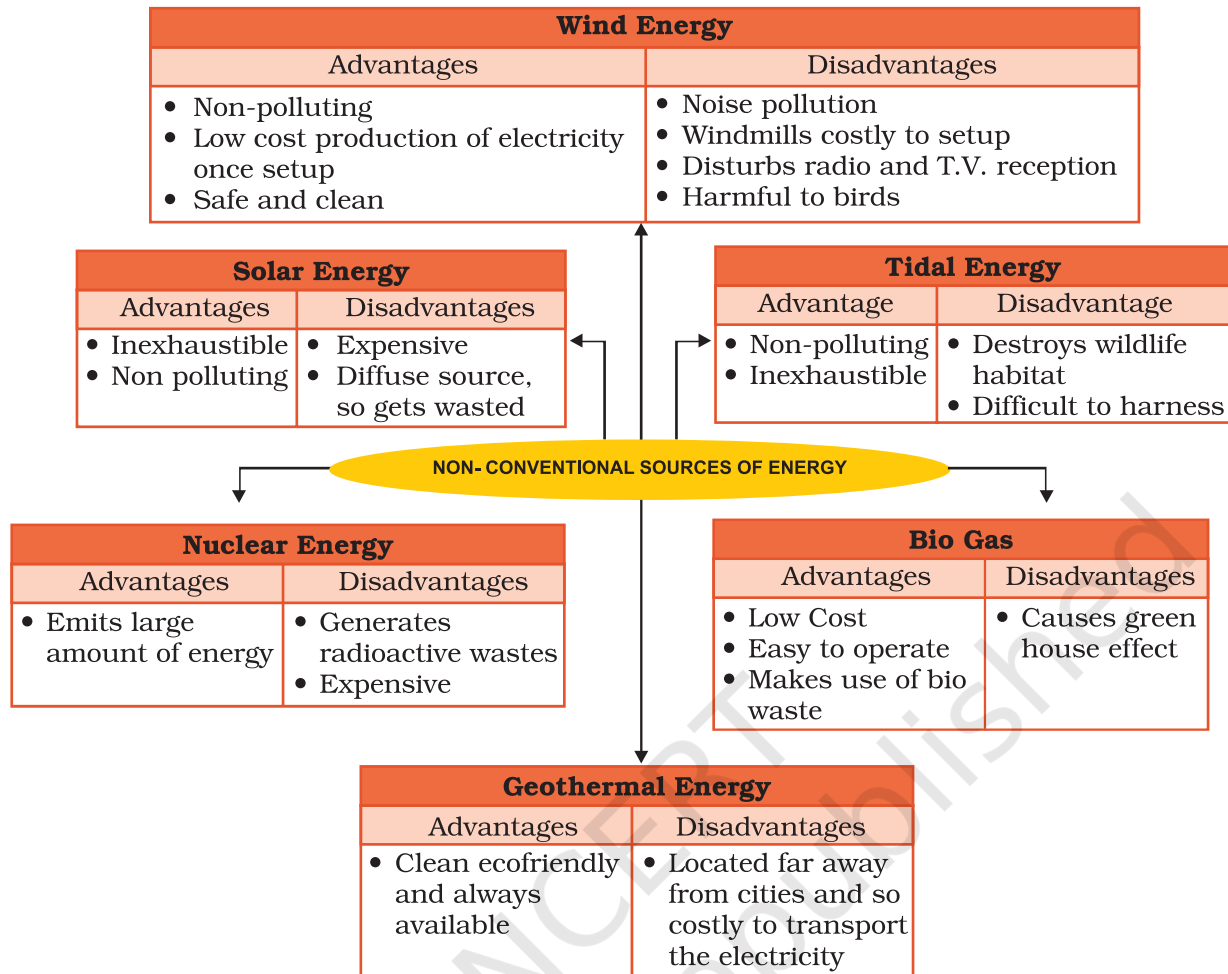 Wind Energy
Advantages
Disadvantages
• Non-polluting
• Low cost production of electricity
once setup
• Safe and clean
• Noise pollution
• Windmills costly to setup
• Disturbs radio and T.V. reception
• Harmful to birds
Solar Energy
Advantages
Disadvantages
• Inexhaustible
• Non polluting
• Expensive
• Diffuse source,
so gets wasted
Tidal Energy
Advantage
Disadvantage
• Non-polluting
• Inexhaustible
• Destroys wildlife
habitat
• Difficult to harness
NON- CONVENTIONAL SOURCES OF ENERGY
Nuclear Energy
Advantages
Disadvantages
• Emits large
amount of energy
• Generates
radioactive wastes
• Expensive
Bio Gas
Advantages
Disadvantages
• Low Cost
• Easy to operate
• Makes use of bio
waste
• Causes green
house effect
Geothermal Energy
Advantages
Disadvantages
• Clean ecofriendly
and always
available
• Located far away
from cities and so
costly to transport
the electricity
NCERT
published